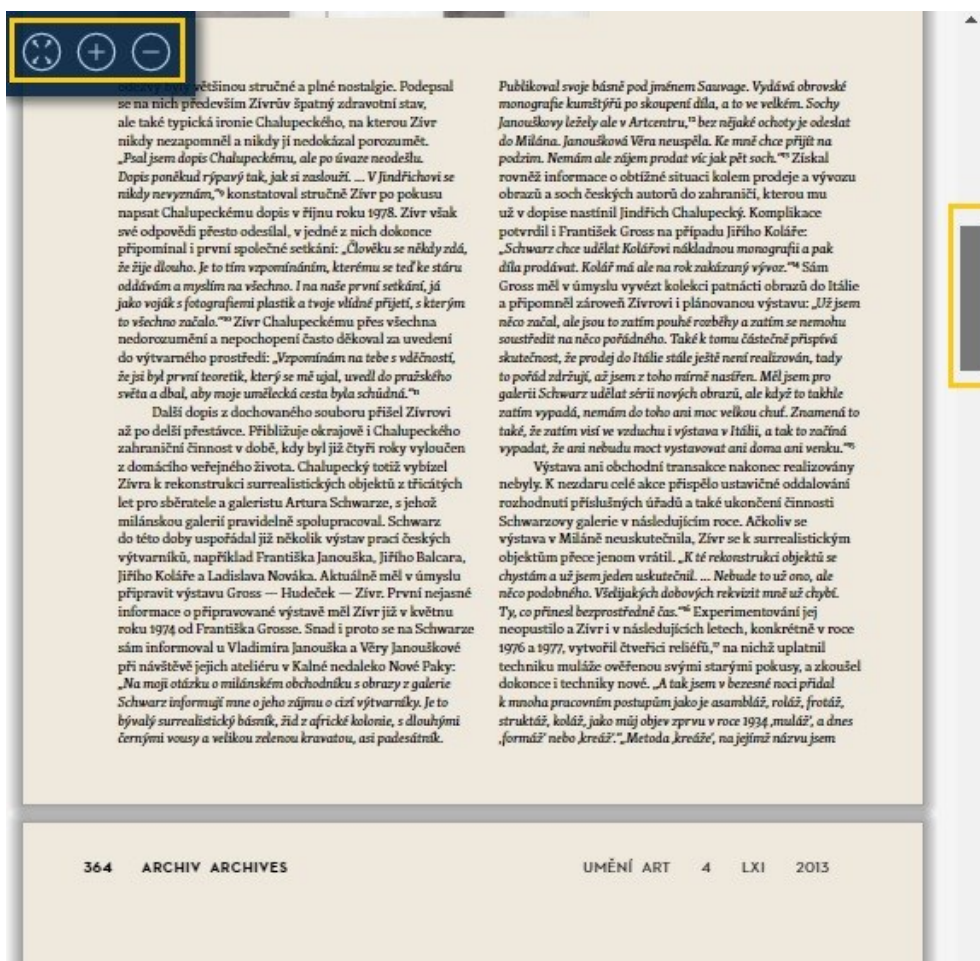 odezvy byly většinou stručné a plné nostalgie. Podepsal
se na nich především Zívrův špatný zdravotní stav,
ale také typická ironie Chalupeckého, na kterou Zívr
nikdy nezapomněl a nikdy jí nedokázal porozumět.
„Psal jsem dopis Chalupeckému, ale po úvaze neodešlu.
Dopis poněkud rýpavý tak, jak si zaslouží. ... V Jindřichovi se
nikdy nevyznám,“⁹ konstatoval stručně Zívr po pokusu
napsat Chalupeckému dopis v říjnu roku 1978. Zívr však
své odpovědi přesto odesílal, v jedné z nich dokonce
připomínal i první společné setkání: „Člověku se někdy zdá,
že žije dlouho. Je to tím vzpomínáním, kterému se teď ke stáru
oddávám a myslím na všechno. I na naše první setkání, já
jako voják s fotografiemi plastik a tvoje vlídné přijetí, s kterým
to všechno začalo.“¹⁰ Zívr Chalupeckému přes všechna
nedorozumění a nepochopení často děkoval za uvedení
do výtvarného prostředí: „Vzpomínám na tebe s vděčností,
že jsi byl první teoretik, který se mě ujal, uvedl do pražského
světa a dbal, aby moje umělecká cesta byla schůdná.“¹¹
Další dopis z dochovaného souboru přišel Zívrovi
až po delší přestávce. Přibližuje okrajově i Chalupeckého
zahraniční činnost v době, kdy byl již čtyři roky vyloučen
z domácího veřejného života. Chalupecký totiž vybízel
Zívra k rekonstrukci surrealistických objektů z třicátých
let pro sběratele a galeristu Artura Schwarze, s jehož
milánskou galerií pravidelně spolupracoval. Schwarz
do této doby uspořádal již několik výstav prací českých
výtvarníků, například Františka Janouška, Jiřího Balcara,
Jiřího Koláře a Ladislava Nováka. Aktuálně měl v úmyslu
připravit výstavu Gross — Hudeček — Zívr. První nejasné
informace o připravované výstavě měl Zívr již v květnu
roku 1974 od Františka Grosse. Snad i proto se na Schwarze
sám informoval u Vladimíra Janouška a Věry Janouškové
při návštěvě jejich ateliéru v Kalné nedaleko Nové Paky:
„Na moji otázku o milánském obchodníku s obrazy z galerie
Schwarz informují mne o jeho zájmu o cizí výtvarníky. Je to
bývalý surrealistický básník, žid z africké kolonie, s dlouhými
černými vousy a velikou zelenou kravatou, asi padesátník.
Publikoval svoje básně pod jménem Sauvage. Vydává obrovské
monografie kumštýřů po skoupení díla, a to ve velkém. Sochy
Janouškovy ležely ale v Artcentru,¹² bez nějaké ochoty je odeslat
do Milána. Janoušková Věra neuspěla. Ke mně chce přijít na
podzim. Nemám ale zájem prodat víc jak pět soch.“¹³ Získal
rovněž informace o obtížné situaci kolem prodeje a vývozu
obrazů a soch českých autorů do zahraničí, kterou mu
už v dopise nastínil Jindřich Chalupecký. Komplikace
potvrdil i František Gross na případu Jiřího Koláře:
„Schwarz chce udělat Kolářovi nákladnou monografii a pak
díla prodávat. Kolář má ale na rok zakázaný vývoz.“¹⁴ Sám
Gross měl v úmyslu vyvézt kolekci patnácti obrazů do Itálie
a připomněl zároveň Zívrovi i plánovanou výstavu: „Už jsem
něco začal, ale jsou to zatím pouhé rozběhy a zatím se nemohu
soustředit na něco pořádného. Také k tomu částečně přispívá
skutečnost, že prodej do Itálie stále ještě není realizován, tady
to pořád zdržují, až jsem z toho mírně nasířen. Měl jsem pro
galerii Schwarz udělat sérii nových obrazů, ale když to takhle
zatím vypadá, nemám do toho ani moc velkou chuť. Znamená to
také, že zatím visí ve vzduchu i výstava v Itálii, a tak to začíná
vypadat, že ani nebudu moct vystavovat ani doma ani venku.“¹⁵
Výstava ani obchodní transakce nakonec realizovány
nebyly. K nezdaru celé akce přispělo ustavičné oddalování
rozhodnutí příslušných úřadů a také ukončení činnosti
Schwarzovy galerie v následujícím roce. Ačkoliv se
výstava v Miláně neuskutečnila, Zívr se k surrealistickým
objektům přece jenom vrátil. „K té rekonstrukci objektů se
chystám a už jsem jeden uskutečnil. ... Nebude to už ono, ale
něco podobného. Všelijakých dobových rekvizit mně už chybí.
Ty, co přinesl bezprostředně čas.“¹⁶ Experimentování jej
neopustilo a Zívr i v následujících letech, konkrétně v roce
1976 a 1977, vytvořil čtveřici reliéfů,¹⁷ na nichž uplatnil
techniku muláže ověřenou svými starými pokusy, a zkoušel
dokonce i techniky nové. „A tak jsem v bezesné noci přidal
k mnoha pracovním postupům jako je asambláž, roláž, frotáž,
struktáž, koláž, jako můj objev zprvu v roce 1934 ‚muláž‘, a dnes
‚formáž‘ nebo ‚kreáž‘.“ „Metoda ‚kreáže‘, na jejímž názvu jsem
364 ARCHIV ARCHIVES UMĚNÍ ART 4 LXI 2013